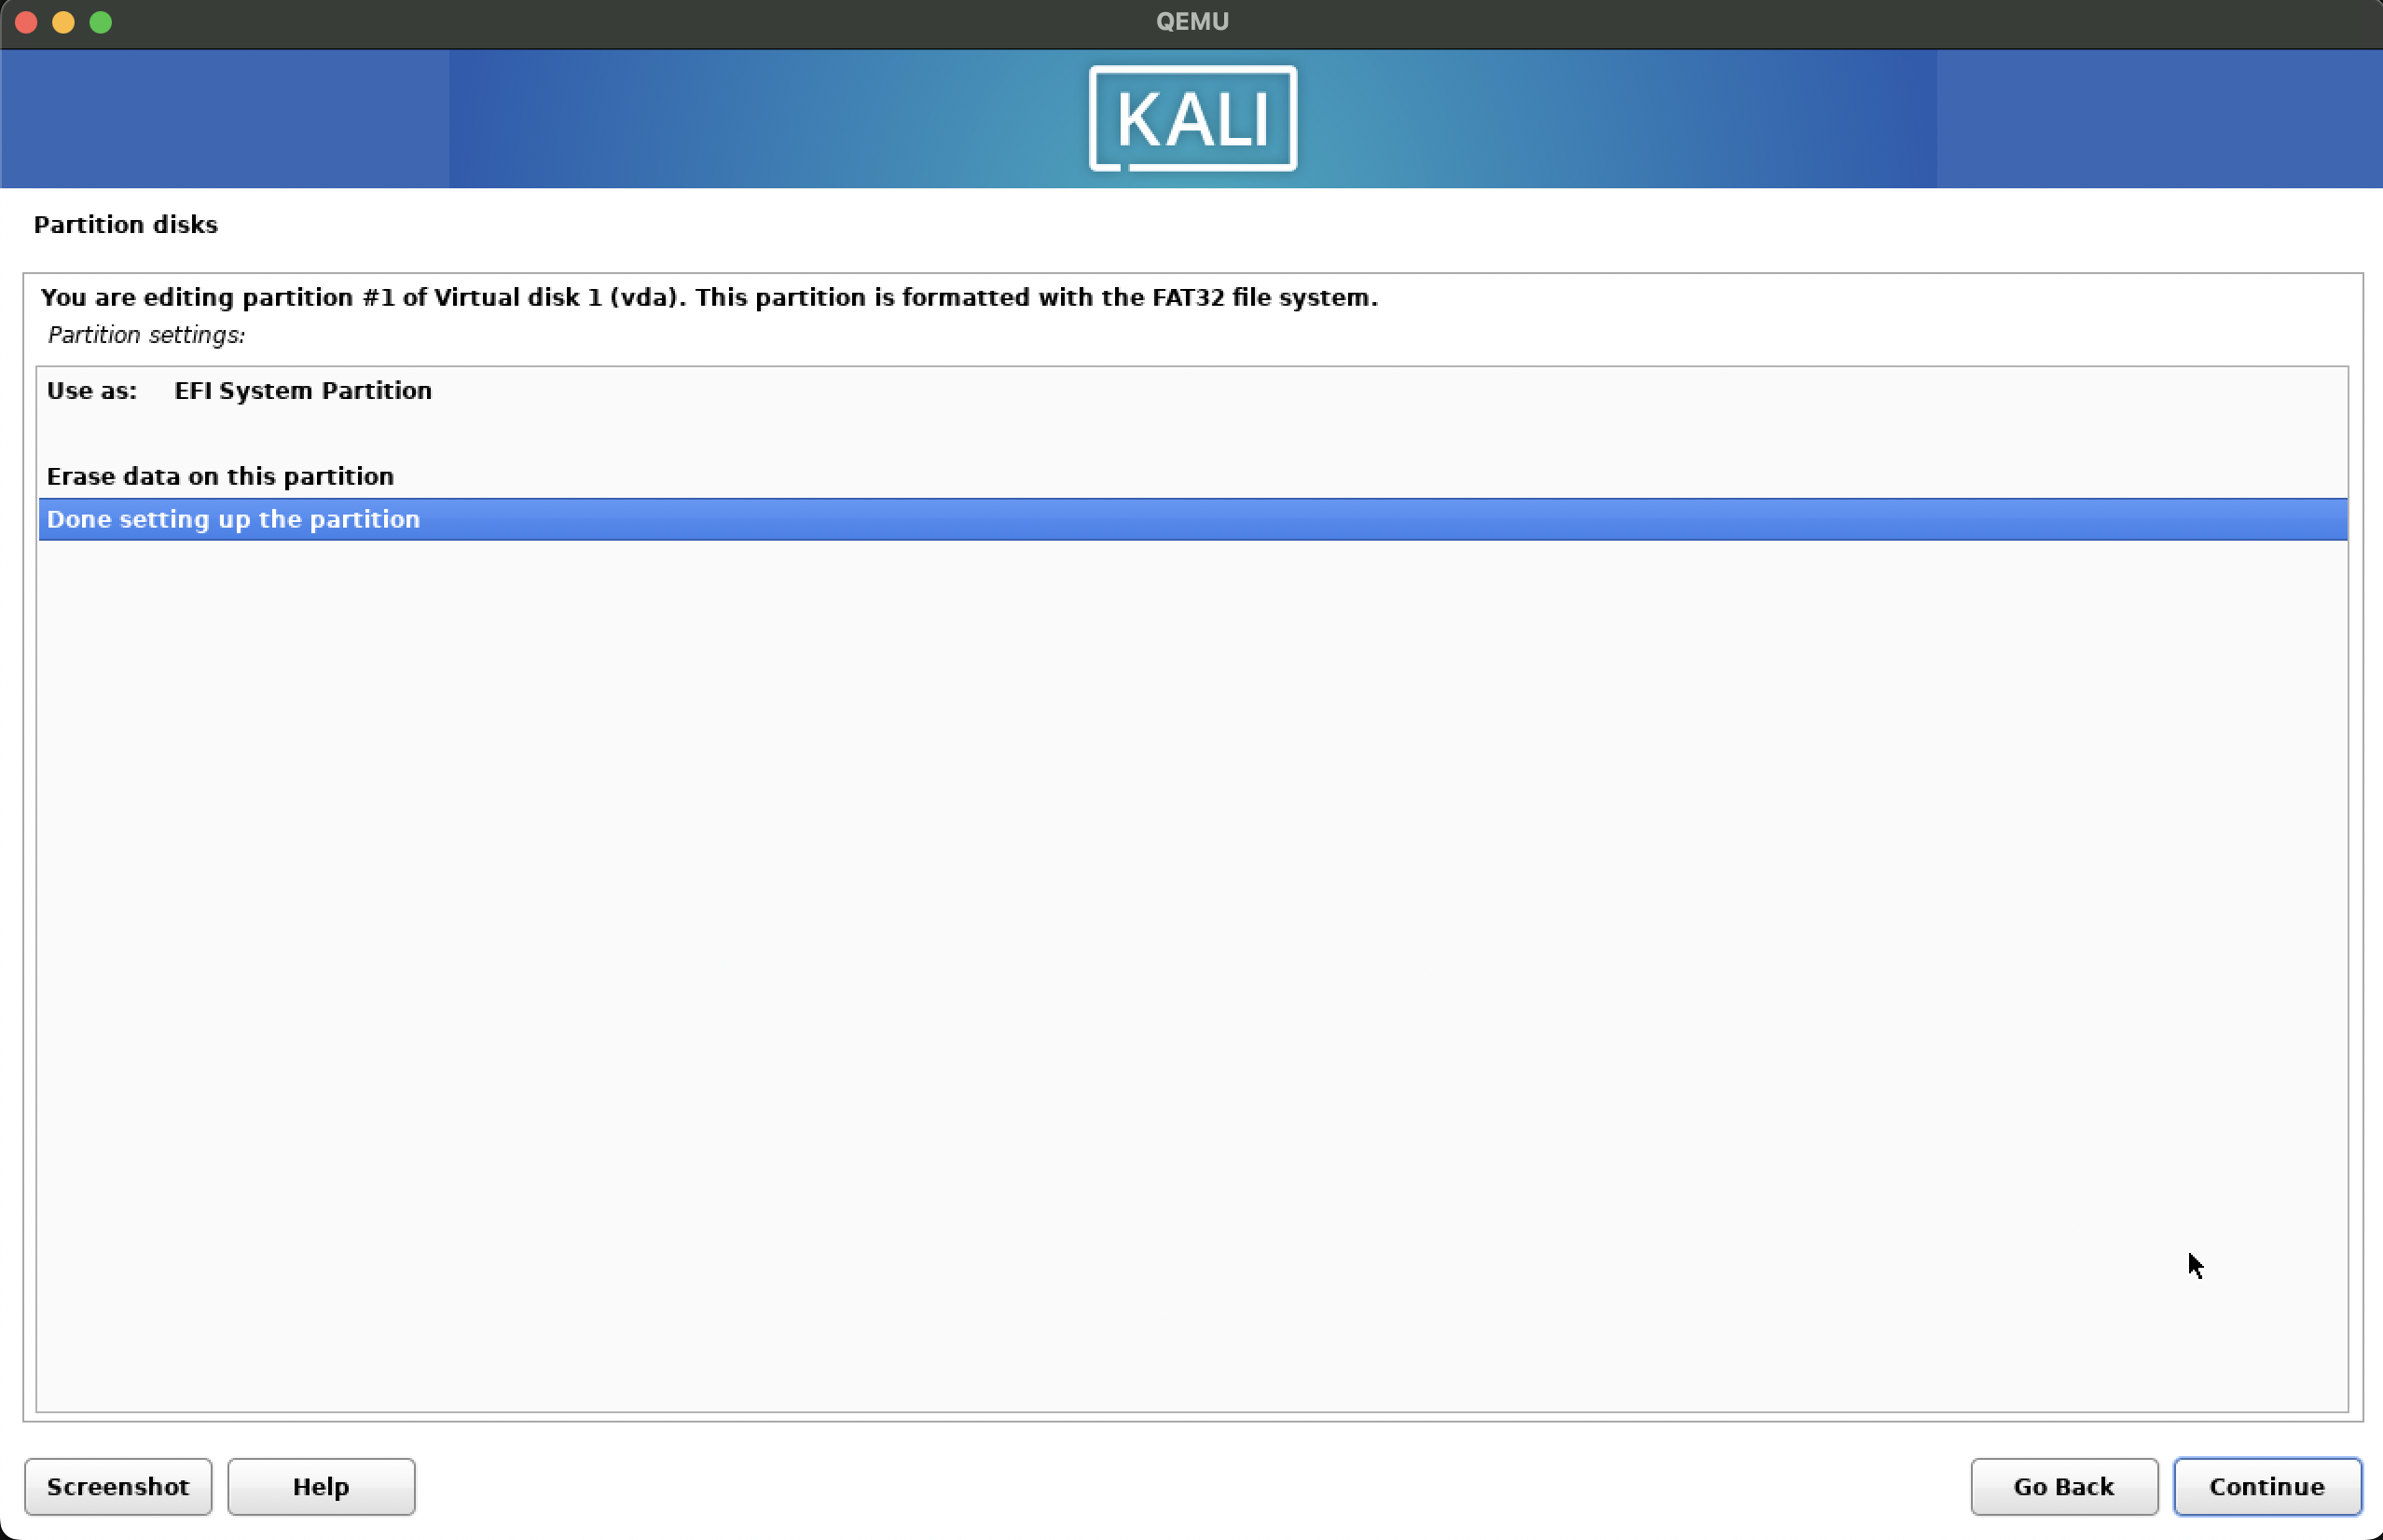 QEMU
KALI
Partition disks
You are editing partition #1 of Virtual disk 1 (vda). This partition is formatted with the FAT32 file system.
Partition settings:
Use as: EFI System Partition
Erase data on this partition
Done setting up the partition
Screenshot Help Go Back Continue